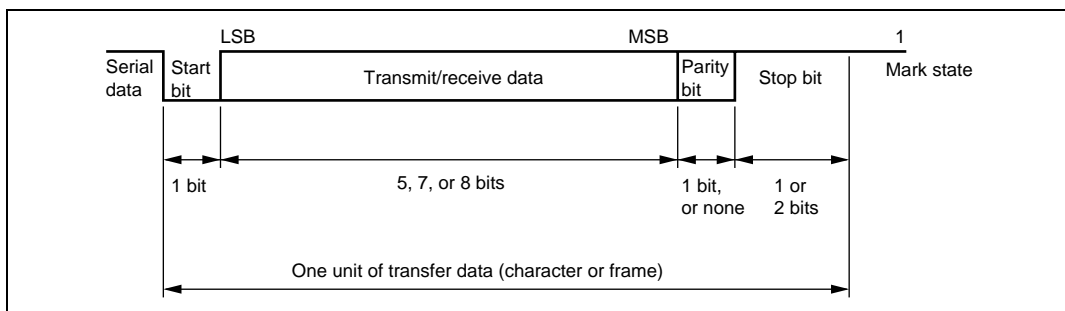 LSB MSB 1
Serial data
Start bit
Transmit/receive data
Parity bit
Stop bit
Mark state
1 bit
5, 7, or 8 bits
1 bit, or none
1 or 2 bits
One unit of transfer data (character or frame)